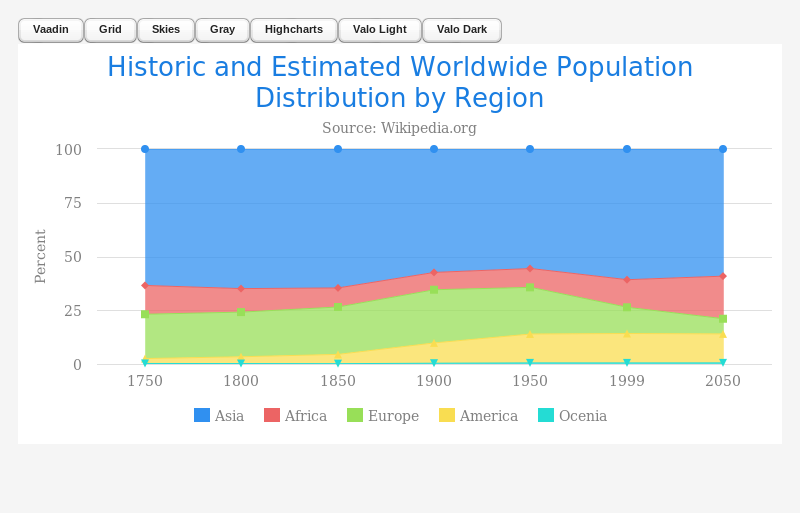 Vaadin Grid Skies Gray Highcharts Valo Light Valo Dark
Historic and Estimated Worldwide Population
Distribution by Region
Source: Wikipedia.org
Percent
100
75
50
25
0
1750 1800 1850 1900 1950 1999 2050
Asia Africa Europe America Ocenia